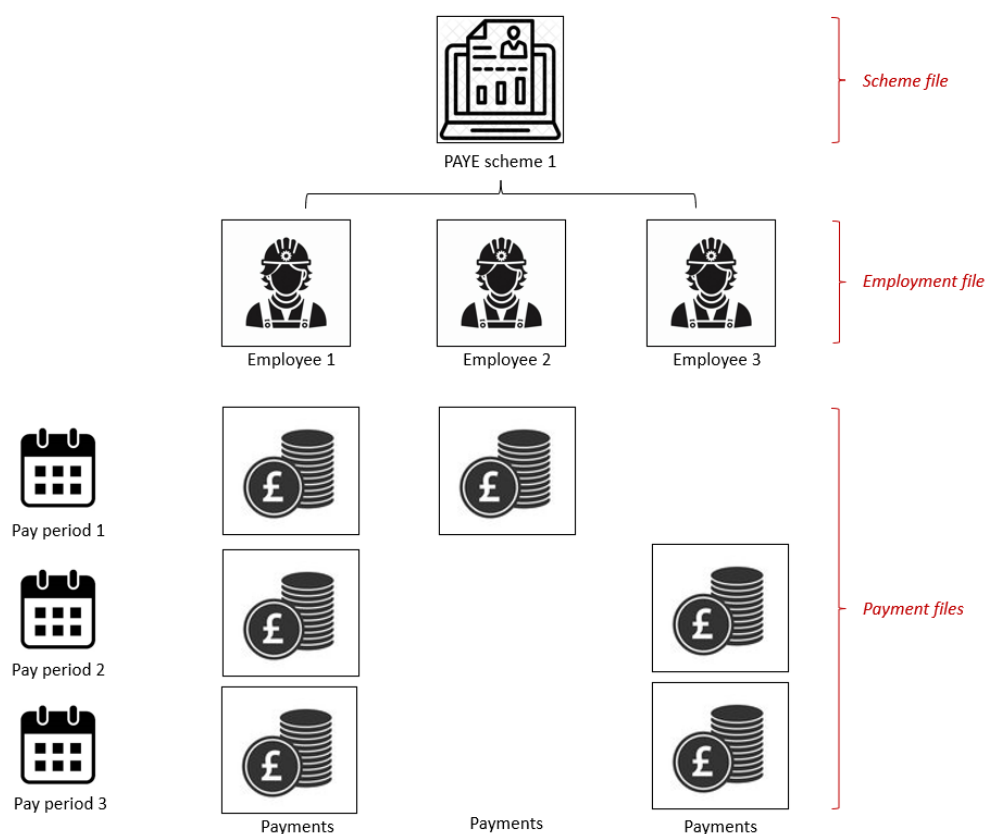 Scheme file
PAYE scheme 1
Employment file
Employee 1
Employee 2
Employee 3
£
£
Pay period 1
£
£
Pay period 2
Payment files
£
£
Pay period 3
Payments
Payments
Payments